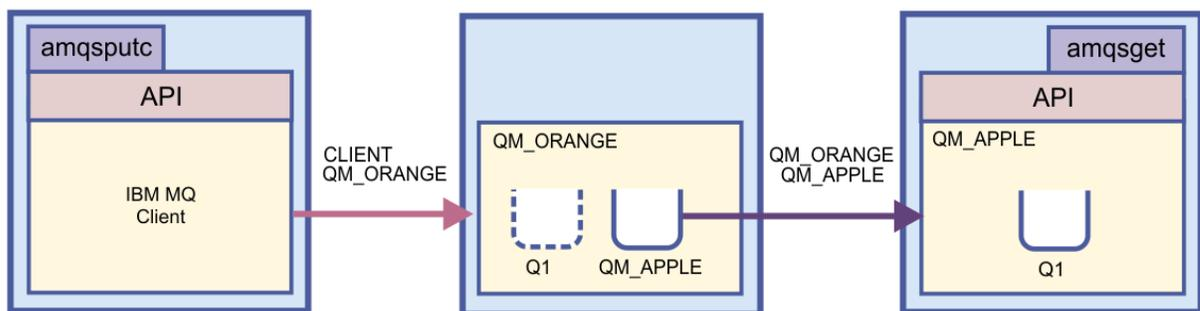 amqsputc
API
IBM MQ
Client
CLIENT
QM_ORANGE
QM_ORANGE
Q1
QM_APPLE
QM_ORANGE
QM_APPLE
amqsget
API
QM_APPLE
Q1